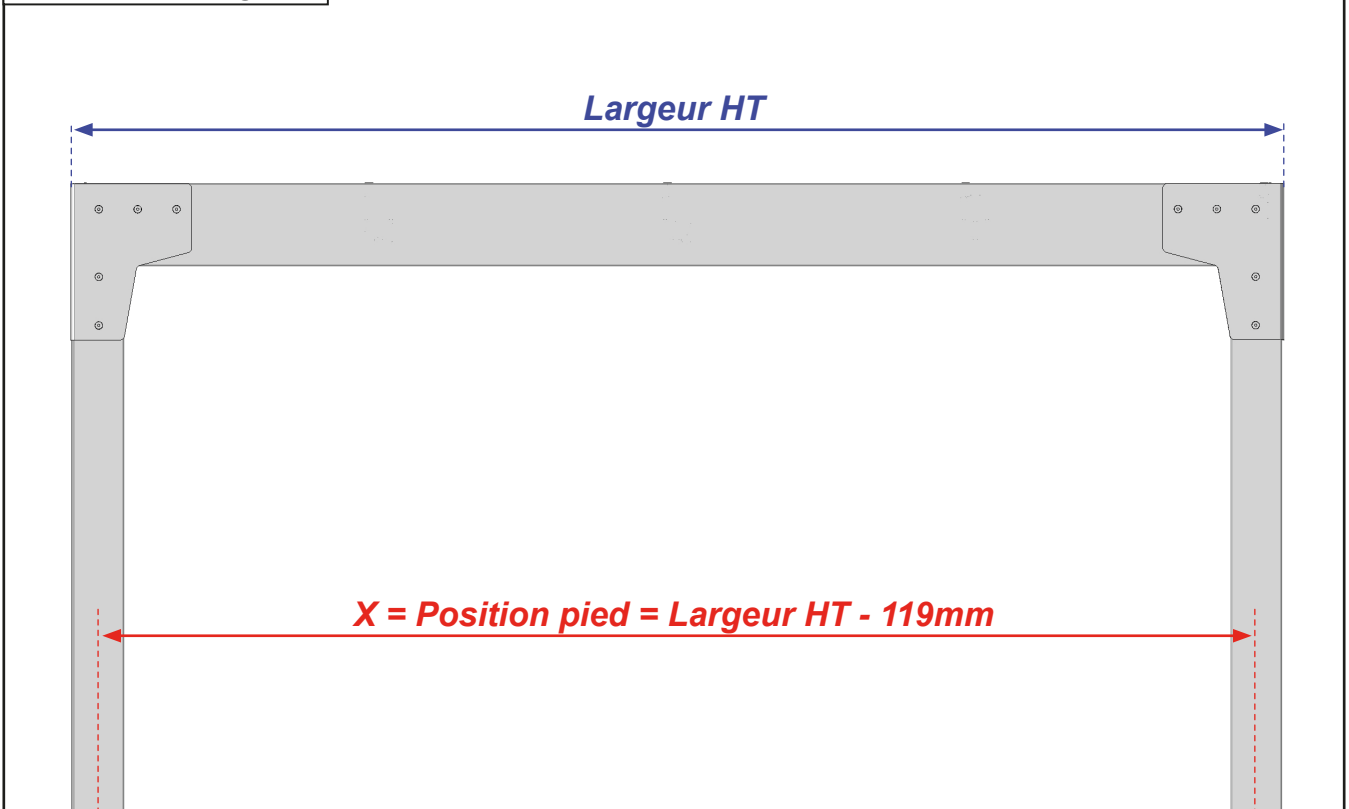 Largeur HT
X = Position pied = Largeur HT - 119mm